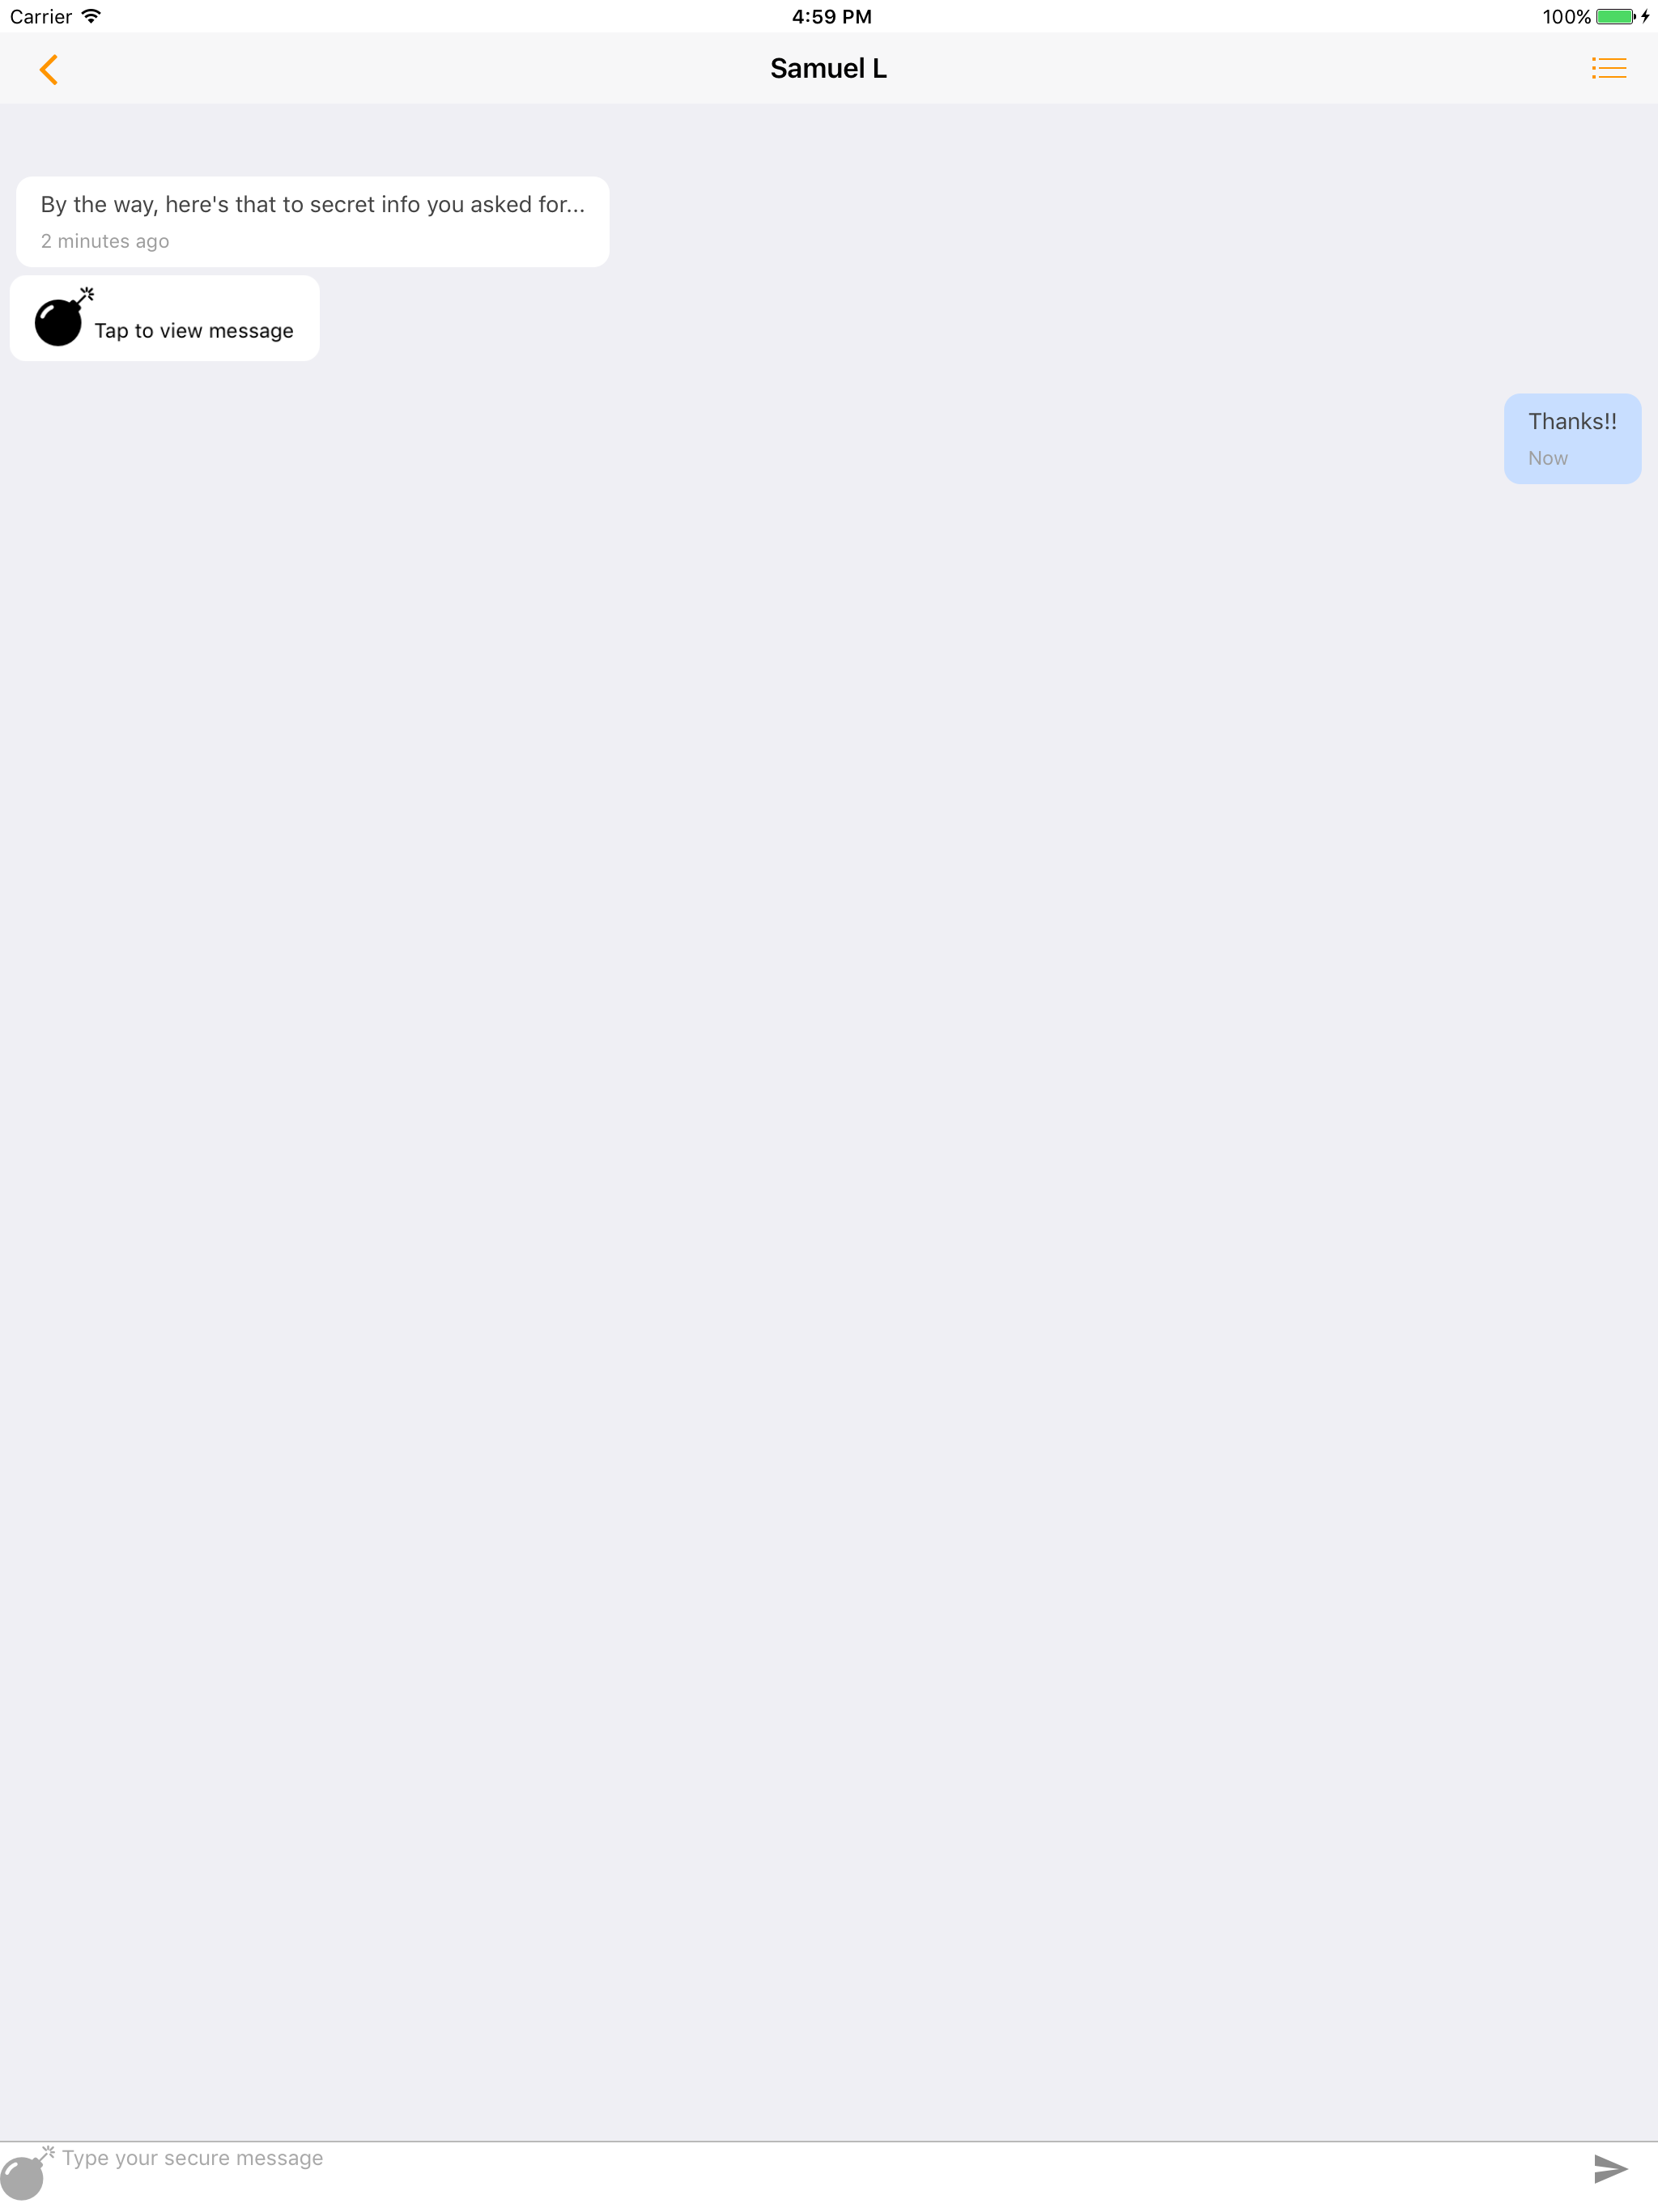 Carrier 4:59 PM 100%
Samuel L
By the way, here's that to secret info you asked for...
2 minutes ago
Tap to view message
Thanks!!
Now
Type your secure message